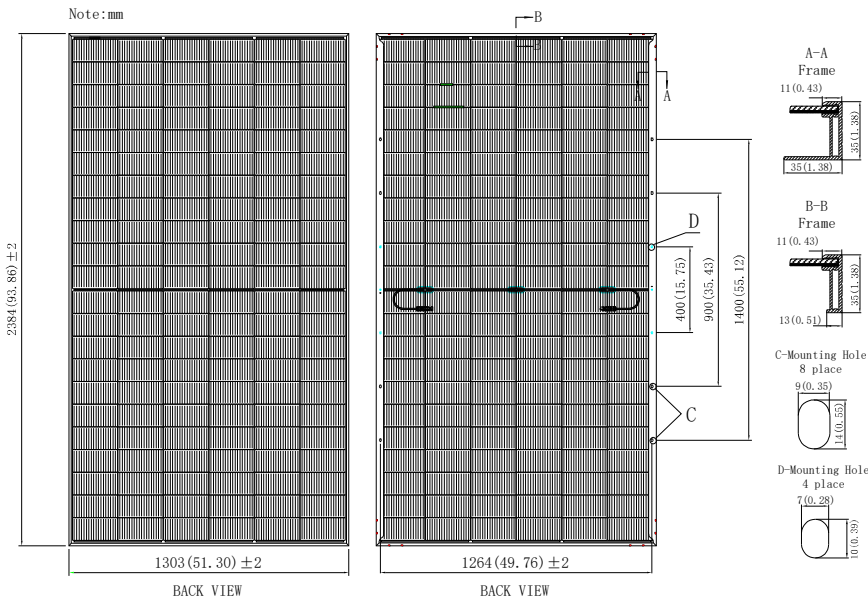 Note:mm
B
B
A
A
D
C
2384(93.86)±2
1303(51.30)±2
BACK VIEW
400(15.75)
900(35.43)
1400(55.12)
1264(49.76)±2
BACK VIEW
A-A
Frame
11(0.43)
35(1.38)
35(1.38)
B-B
Frame
11(0.43)
35(1.38)
13(0.51)
C-Mounting Hole
8 place
9(0.35)
14(0.55)
D-Mounting Hole
4 place
7(0.28)
10(0.39)